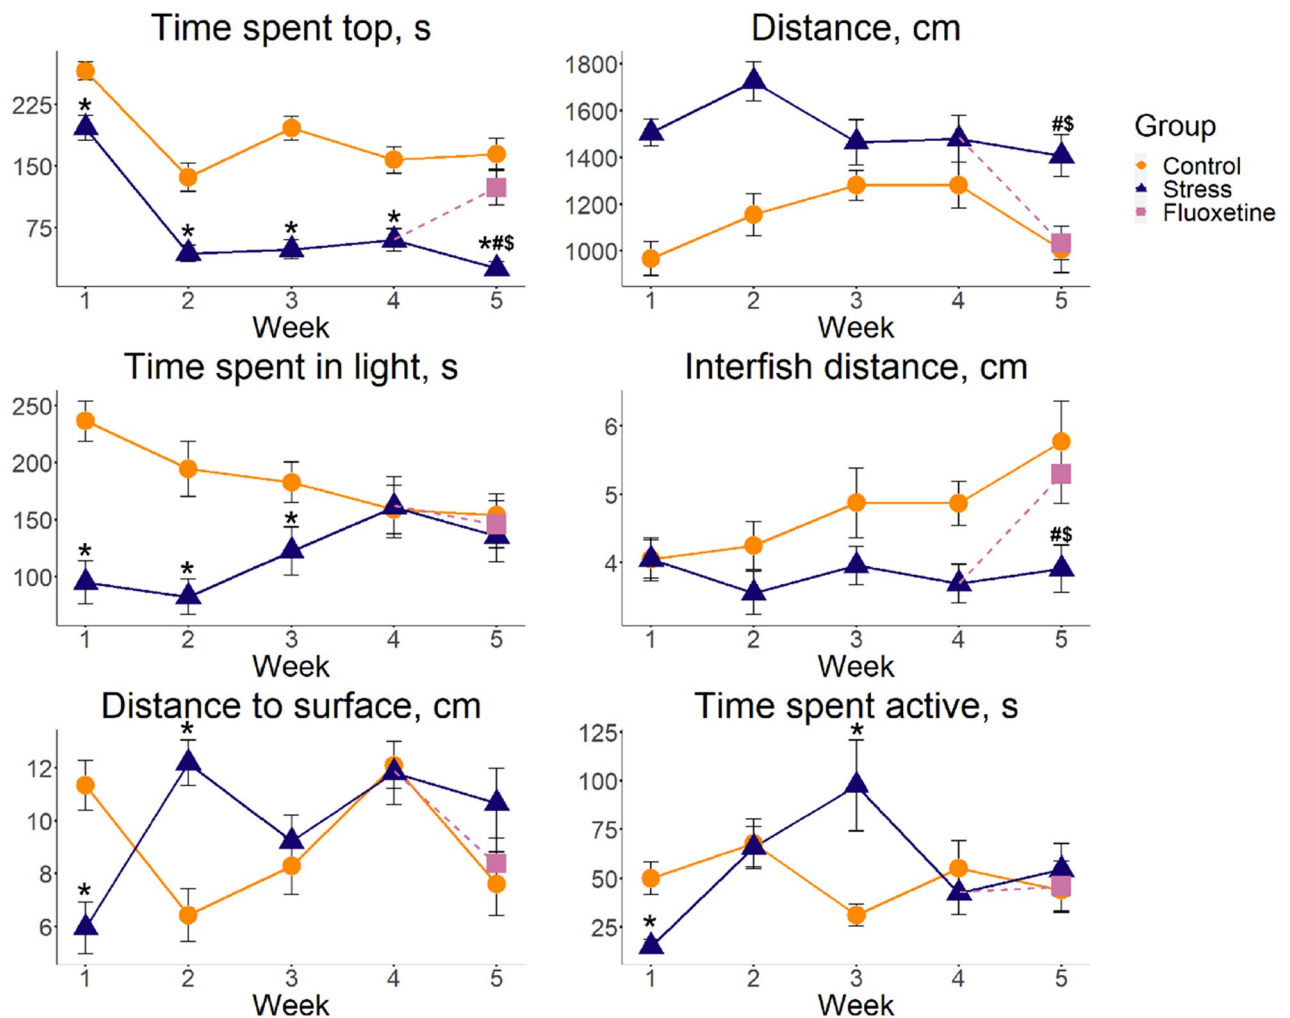 Time spent top, s
225
150
75
*
*
*
*
*#$
1 2 3 4 5
Week
Distance, cm
1800
1600
1400
1200
1000
#$
1 2 3 4 5
Week
Group
Control
Stress
Fluoxetine
Time spent in light, s
250
200
150
100
*
*
*
1 2 3 4 5
Week
Interfish distance, cm
6
5
4
#$
1 2 3 4 5
Week
Distance to surface, cm
12
10
8
6
*
*
1 2 3 4 5
Week
Time spent active, s
125
100
75
50
25
*
*
1 2 3 4 5
Week